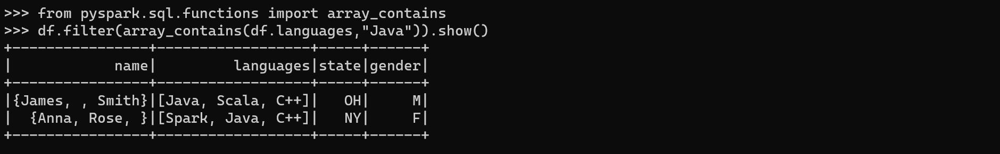 >>> from pyspark.sql.functions import array_contains
>>> df.filter(array_contains(df.languages,"Java")).show()
+----------------+------------------+-----+------+
|            name|         languages|state|gender|
+----------------+------------------+-----+------+
|{James, , Smith}|[Java, Scala, C++]|   OH|     M|
|  {Anna, Rose, }|[Spark, Java, C++]|   NY|     F|
+----------------+------------------+-----+------+